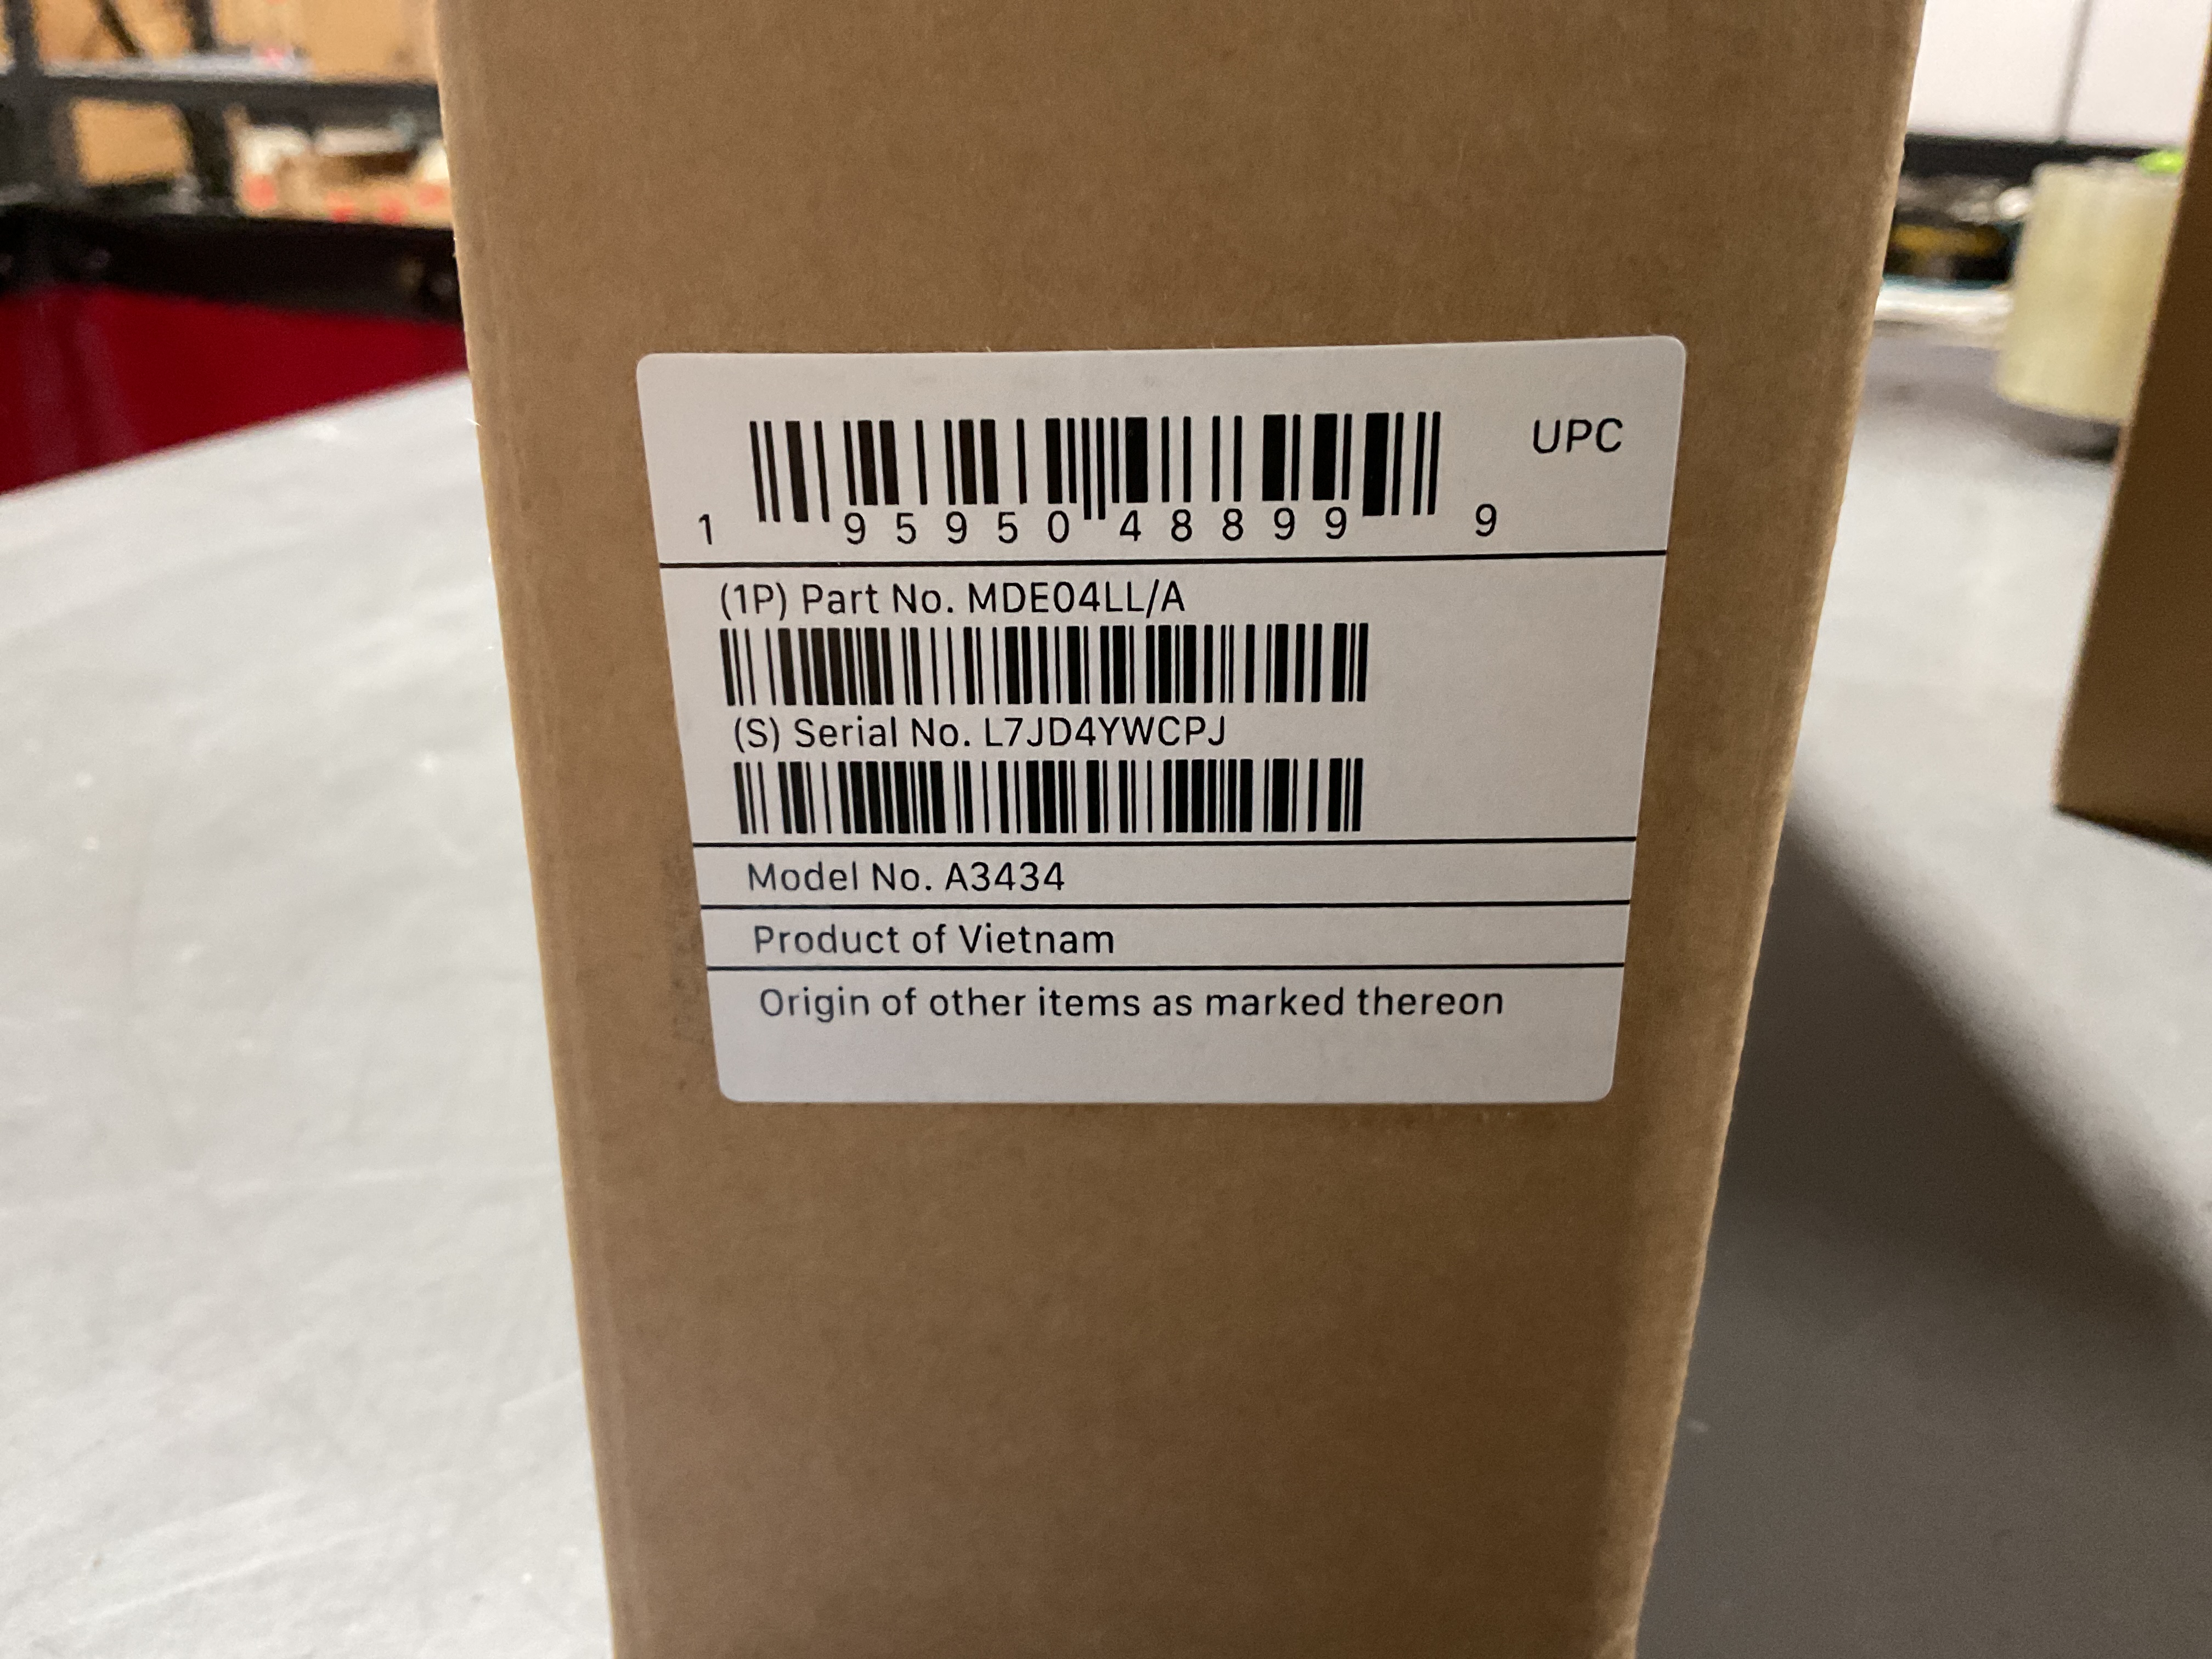 UPC
1 95950 48899 9
(1P) Part No. MDE04LL/A
(S) Serial No. L7JD4YWCPJ
Model No. A3434
Product of Vietnam
Origin of other items as marked thereon